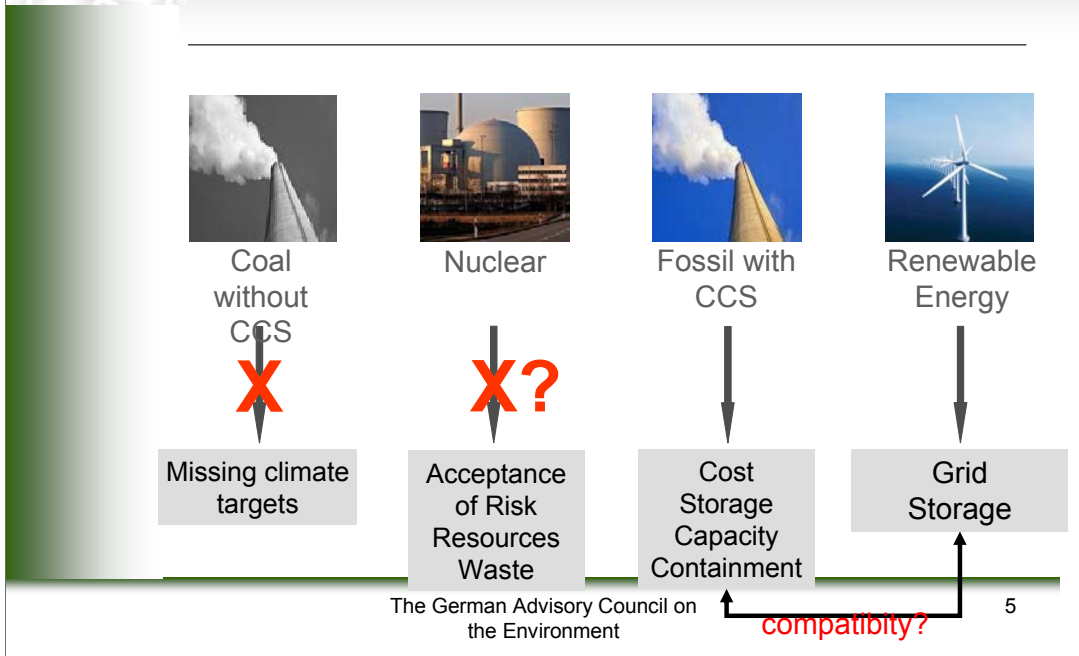 Coal
without
CCS
Nuclear
Fossil with
CCS
Renewable
Energy
X
X?
Missing climate
targets
Acceptance
of Risk
Resources
Waste
Cost
Storage
Capacity
Containment
Grid
Storage
The German Advisory Council on
the Environment
compatibity?
5